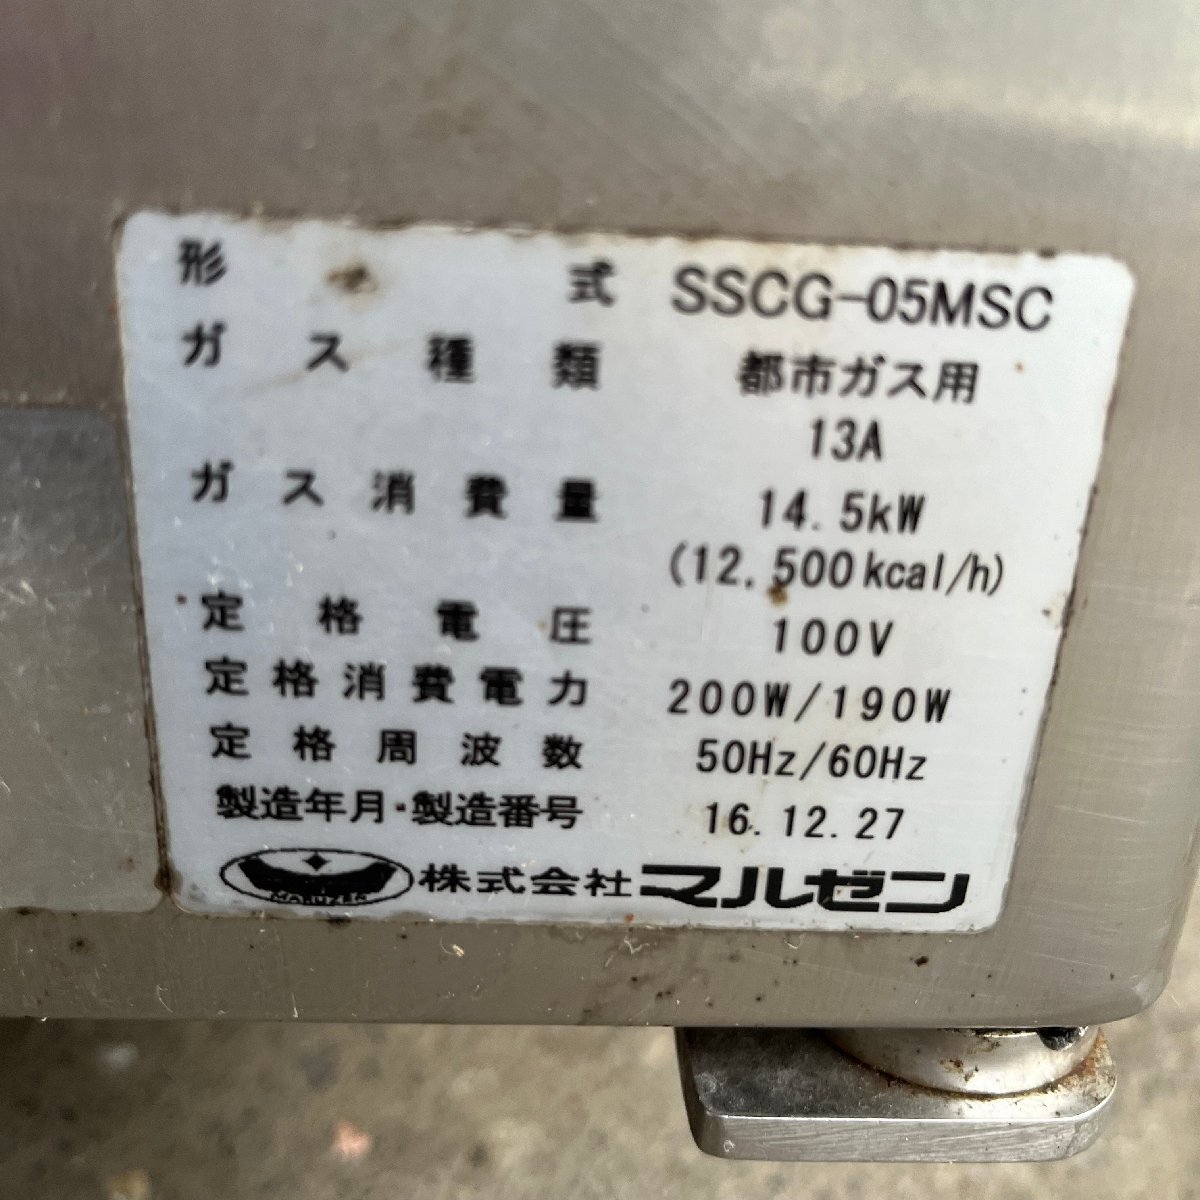 形式 SSCG-05MSC
ガス種類 都市ガス用
13A
ガス消費量 14.5kW
(12,500kcal/h)
定格電圧 100V
定格消費電力 200W/190W
定格周波数 50Hz/60Hz
製造年月・製造番号 16.12.27
MARUZEN 株式会社マルゼン